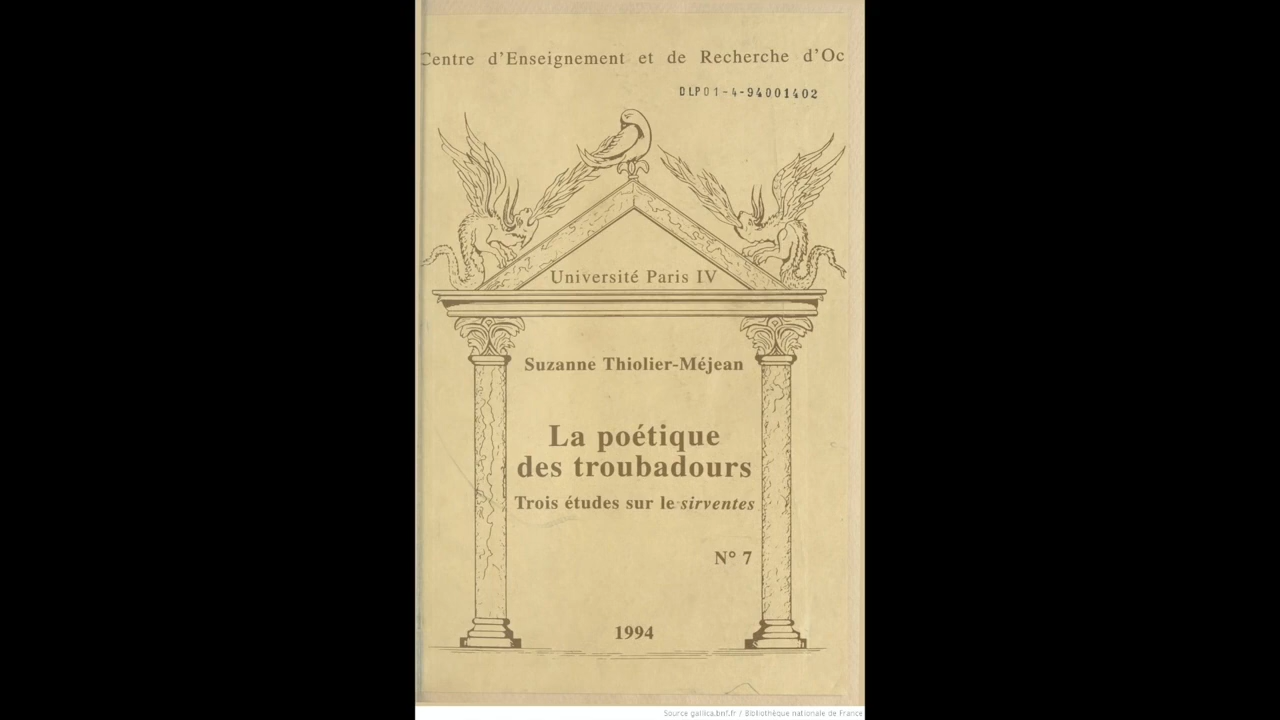 Centre d'Enseignement et de Recherche d'Oc
DLP01-4-94001402
Université Paris IV
Suzanne Thiolier-Méjean
La poétique
des troubadours
Trois études sur le sirventes
N° 7
1994
Source gallica.bnf.fr / Bibliothèque nationale de France